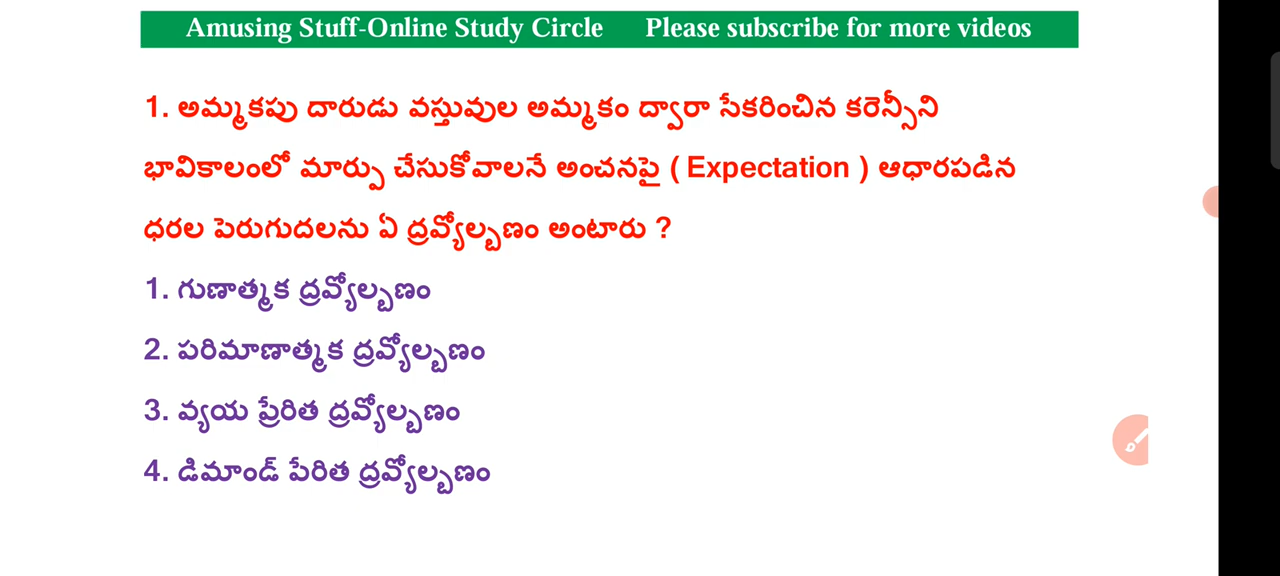 Amusing Stuff-Online Study Circle Please subscribe for more videos
1. అమ్మకపు దారుడు వస్తువుల అమ్మకం ద్వారా సేకరించిన కరెన్సీని
భావికాలంలో మార్పు చేసుకోవాలనే అంచనపై ( Expectation ) ఆధారపడిన
ధరల పెరుగుదలను ఏ ద్రవ్యోల్బణం అంటారు ?
1. గుణాత్మక ద్రవ్యోల్బణం
2. పరిమాణాత్మక ద్రవ్యోల్బణం
3. వ్యయ ప్రేరిత ద్రవ్యోల్బణం
4. డిమాండ్ పేరిత ద్రవ్యోల్బణం